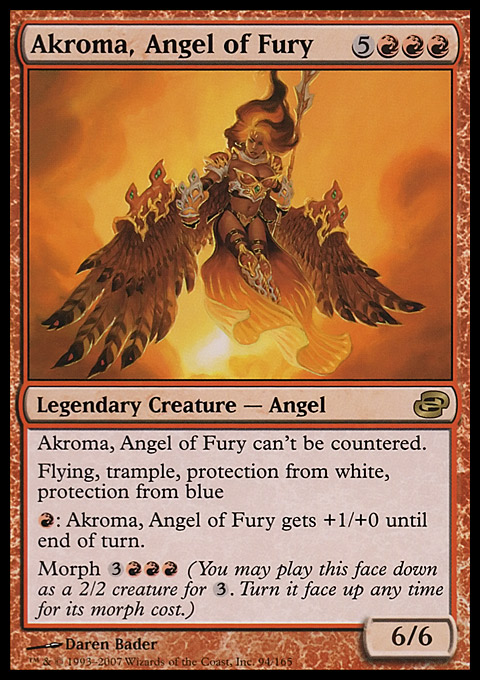 Akroma, Angel of Fury 5
Legendary Creature — Angel
Akroma, Angel of Fury can't be countered.
Flying, trample, protection from white,
protection from blue
: Akroma, Angel of Fury gets +1/+0 until
end of turn.
Morph 3 (You may play this face down
as a 2/2 creature for 3. Turn it face up any time
for its morph cost.)
Daren Bader
6/6
™ & © 1993-2007 Wizards of the Coast, Inc. 94/165